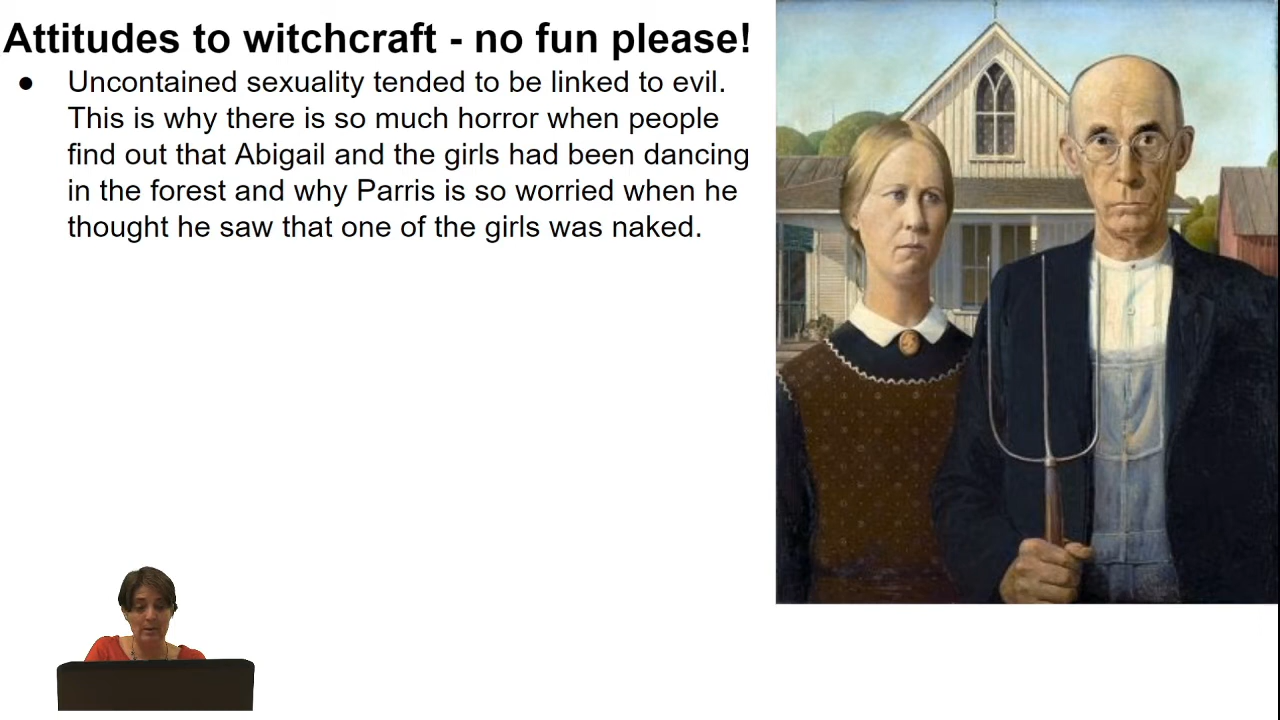 Attitudes to witchcraft - no fun please!
● Uncontained sexuality tended to be linked to evil.
This is why there is so much horror when people
find out that Abigail and the girls had been dancing
in the forest and why Parris is so worried when he
thought he saw that one of the girls was naked.